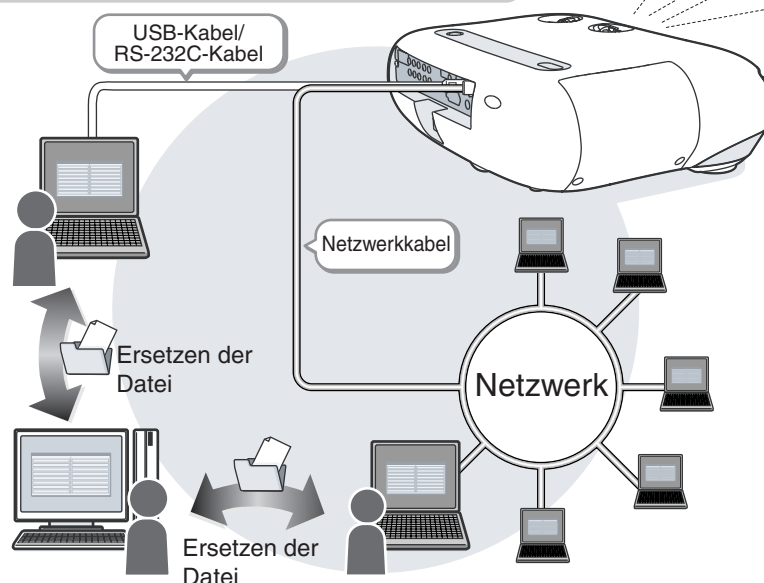 USB-Kabel/
RS-232C-Kabel
Netzwerkkabel
Ersetzen der
Datei
Netzwerk
Ersetzen der
Datei